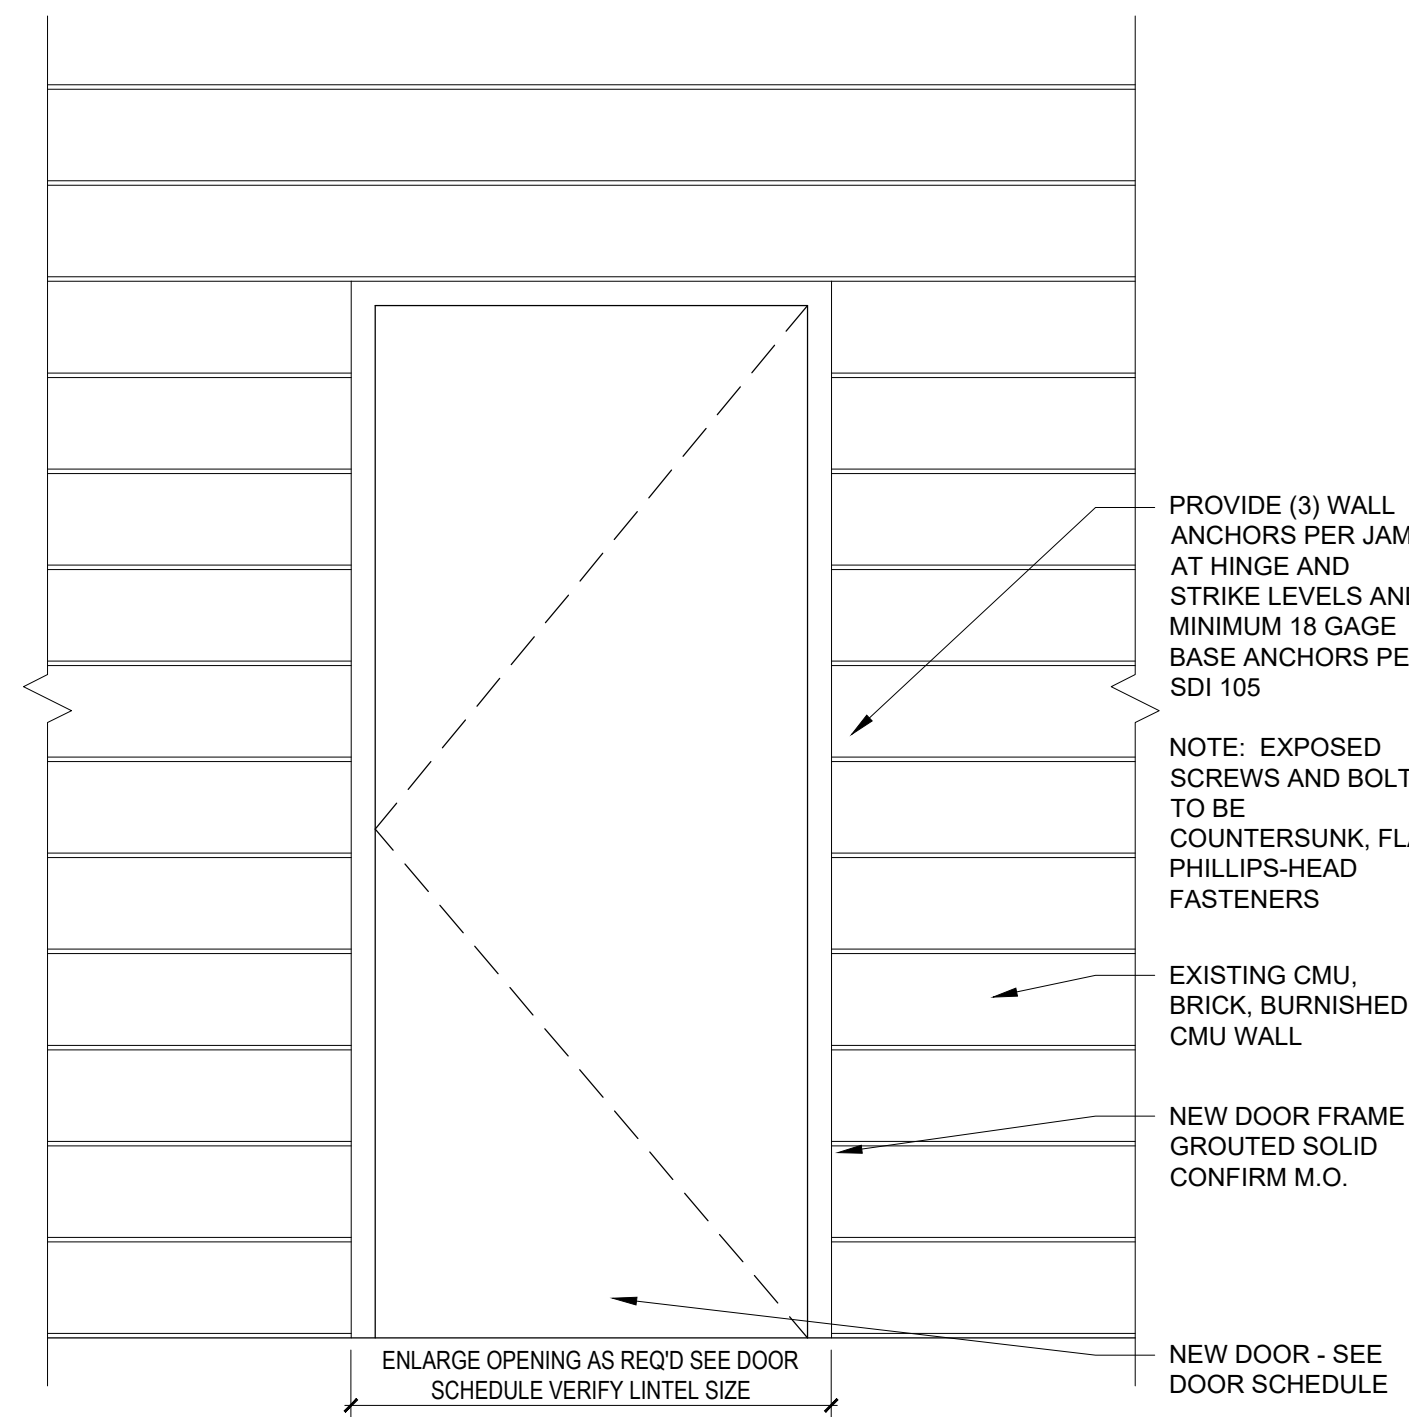 PROVIDE (3) WALL
ANCHORS PER JAM
AT HINGE AND
STRIKE LEVELS AN
MINIMUM 18 GAGE
BASE ANCHORS PE
SDI 105
NOTE: EXPOSED
SCREWS AND BOLT
TO BE
COUNTERSUNK, FL
PHILLIPS-HEAD
FASTENERS
EXISTING CMU,
BRICK, BURNISHED
CMU WALL
NEW DOOR FRAME
GROUTED SOLID
CONFIRM M.O.
NEW DOOR - SEE
DOOR SCHEDULE
ENLARGE OPENING AS REQ'D SEE DOOR
SCHEDULE VERIFY LINTEL SIZE